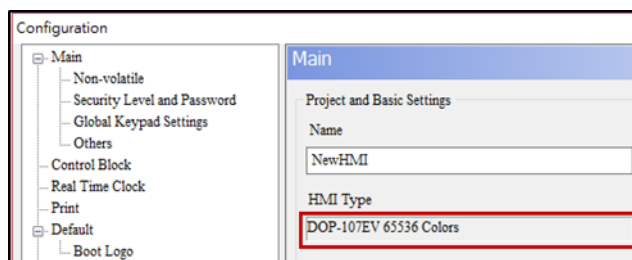 Configuration
Main
Non-volatile
Security Level and Password
Global Keypad Settings
Others
Control Block
Real Time Clock
Print
Default
Boot Logo
Main
Project and Basic Settings
Name
NewHMI
HMI Type
DOP-107EV 65536 Colors